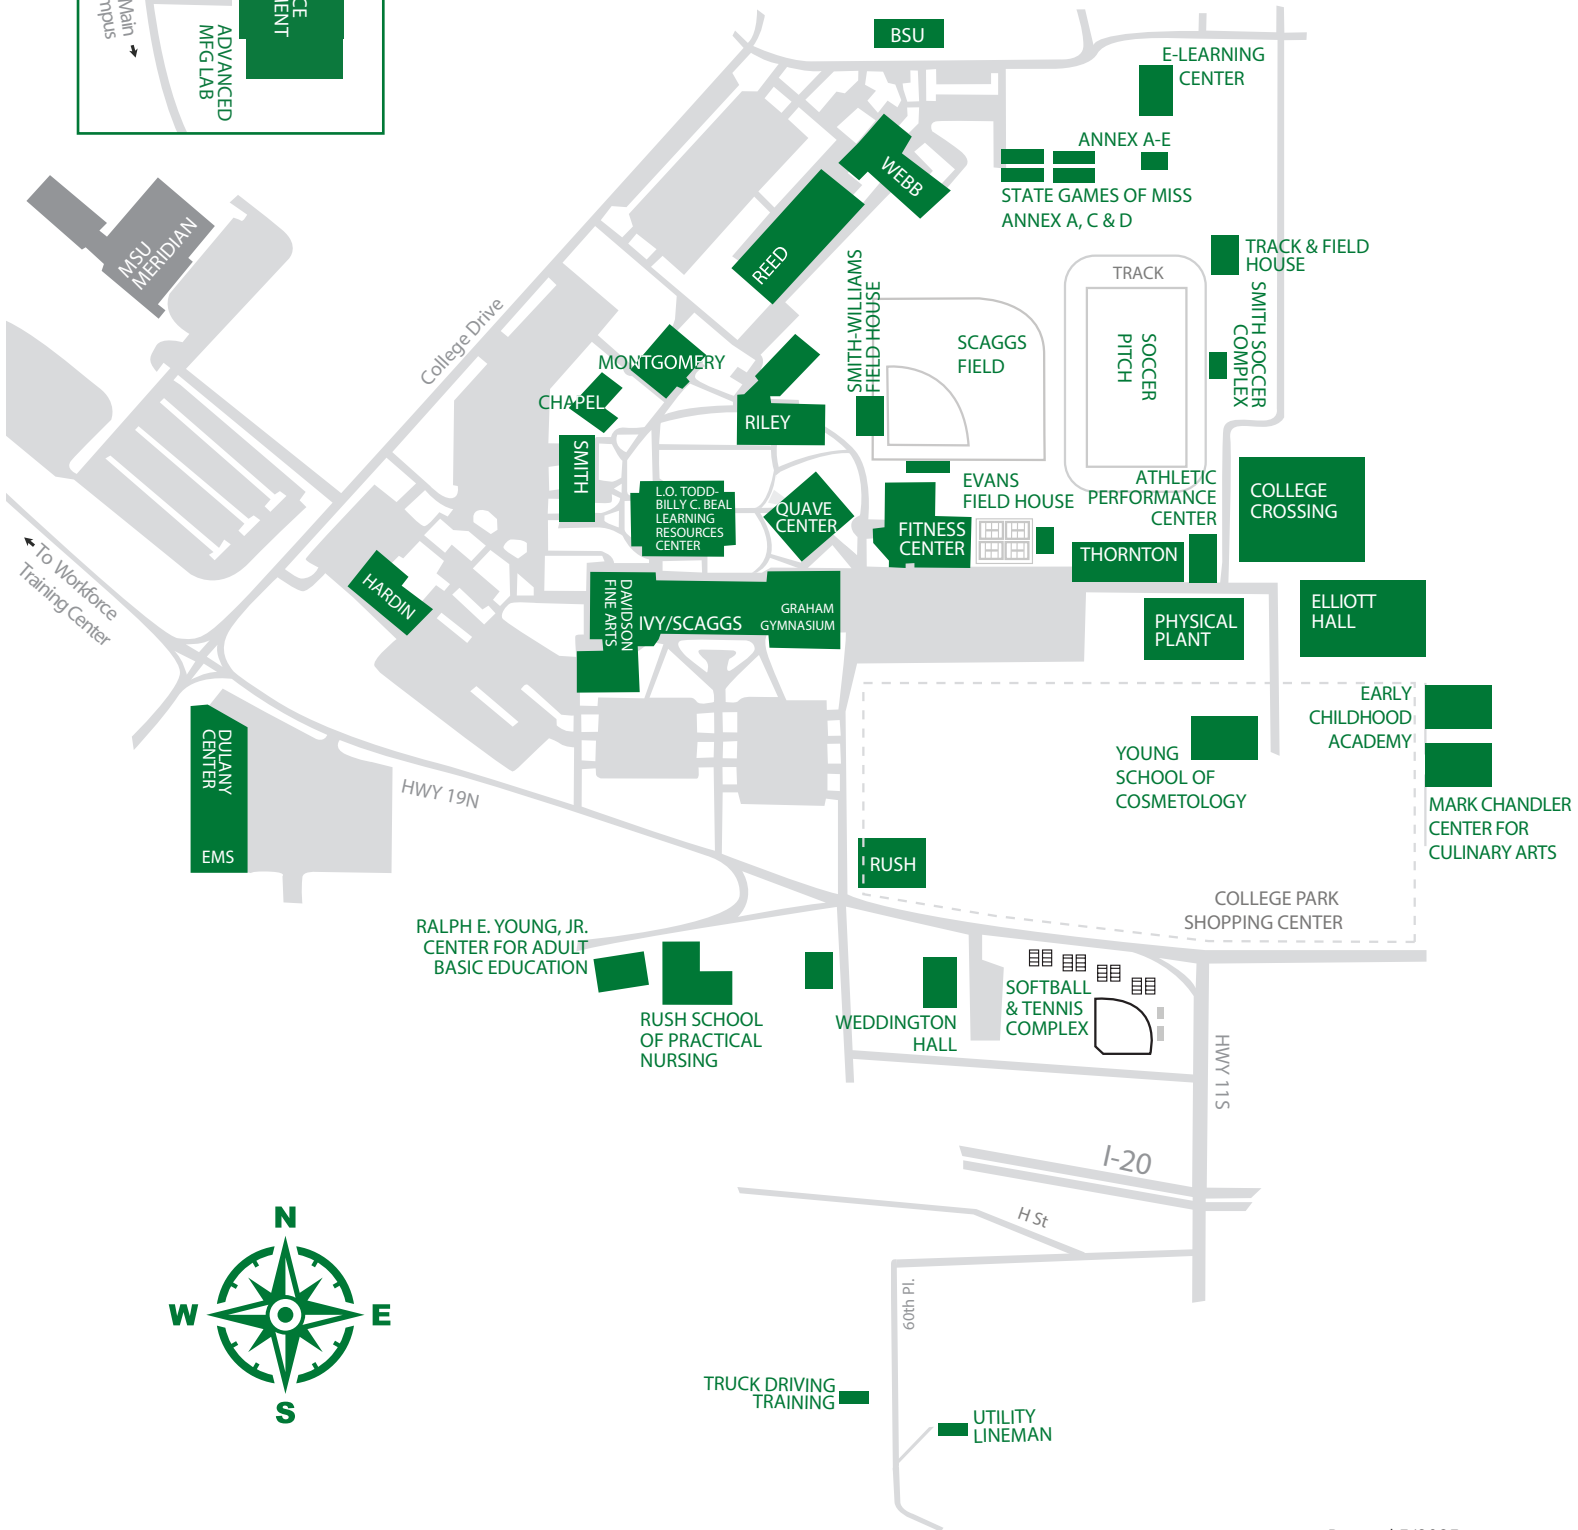 Main
ADVANCED
MFG LAB
BSU
E-LEARNING
CENTER
ANNEX A-E
WEBB
STATE GAMES OF MISS
ANNEX A, C & D
MSU
MERIDIAN
REED
TRACK & FIELD
HOUSE
TRACK
SMITH-WILLIAMS
FIELD HOUSE
SCAGGS
FIELD
SOCCER
PITCH
SMITH SOCCER
COMPLEX
College Drive
MONTGOMERY
CHAPEL
RILEY
SMITH
L.O. TODD-
BILLY C. BEAL
LEARNING
RESOURCES
CENTER
QUAVE
CENTER
EVANS
FIELD HOUSE
ATHLETIC
PERFORMANCE
CENTER
COLLEGE
CROSSING
FITNESS
CENTER
THORNTON
To Workforce
Training Center
HARDIN
DAVIDSON
FINE ARTS
IVY/SCAGGS
GRAHAM
GYMNASIUM
PHYSICAL
PLANT
ELLIOTT
HALL
EARLY
CHILDHOOD
ACADEMY
DULANY
CENTER
EMS
HWY 19N
YOUNG
SCHOOL OF
COSMETOLOGY
MARK CHANDLER
CENTER FOR
CULINARY ARTS
RUSH
COLLEGE PARK
SHOPPING CENTER
RALPH E. YOUNG, JR.
CENTER FOR ADULT
BASIC EDUCATION
RUSH SCHOOL
OF PRACTICAL
NURSING
WEDDINGTON
HALL
SOFTBALL
& TENNIS
COMPLEX
HWY 11S
I-20
H St
60th Pl.
N
W
E
S
TRUCK DRIVING
TRAINING
UTILITY
LINEMAN